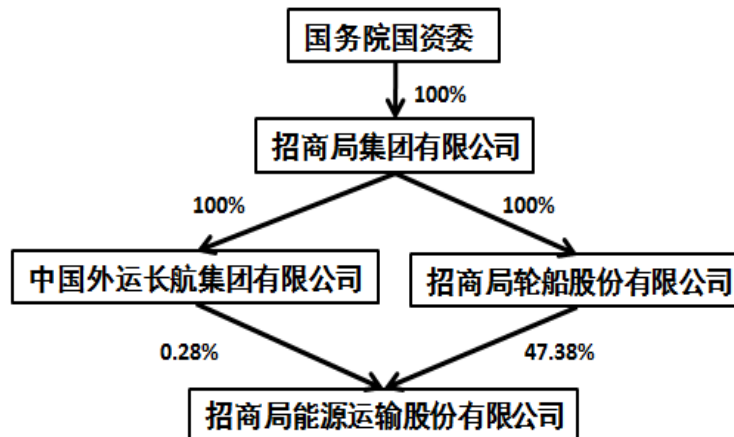 国务院国资委
100%
招商局集团有限公司
100%
100%
中国外运长航集团有限公司
招商局轮船股份有限公司
0.28%
47.38%
招商局能源运输股份有限公司